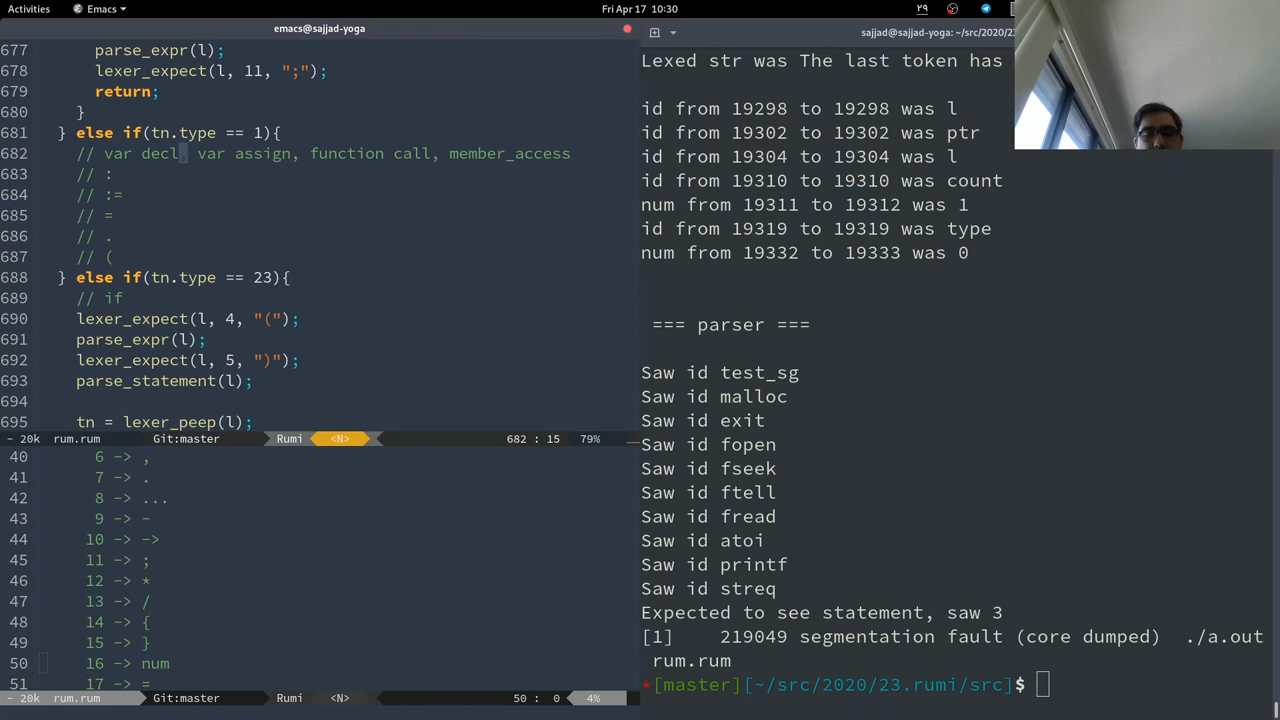 Activities Emacs Fri Apr 17 10:30 ۲۹
emacs@sajjad-yoga
677 parse_expr(l);
678 lexer_expect(l, 11, ";");
679 return;
680 }
681 } else if(tn.type == 1){
682 // var decl, var assign, function call, member_access
683 // :
684 // :=
685 // =
686 // .
687 // (
688 } else if(tn.type == 23){
689 // if
690 lexer_expect(l, 4, "(");
691 parse_expr(l);
692 lexer_expect(l, 5, ")");
693 parse_statement(l);
694
695 tn = lexer_peep(l);
- 20k rum.rum Git:master Rumi <N> 682 : 15 79%
40 6 -> ,
41 7 -> .
42 8 -> ...
43 9 -> -
44 10 -> ->
45 11 -> ;
46 12 -> *
47 13 -> /
48 14 -> {
49 15 -> }
50 16 -> num
51 17 -> =
- 20k rum.rum Git:master Rumi <N> 50 : 0 4%
sajjad@sajjad-yoga: ~/src/2020/23.
Lexed str was The last token has
id from 19298 to 19298 was l
id from 19302 to 19302 was ptr
id from 19304 to 19304 was l
id from 19310 to 19310 was count
num from 19311 to 19312 was 1
id from 19319 to 19319 was type
num from 19332 to 19333 was 0
=== parser ===
Saw id test_sg
Saw id malloc
Saw id exit
Saw id fopen
Saw id fseek
Saw id ftell
Saw id fread
Saw id atoi
Saw id printf
Saw id streq
Expected to see statement, saw 3
[1] 219049 segmentation fault (core dumped) ./a.out
rum.rum
*[master][~/src/2020/23.rumi/src]$